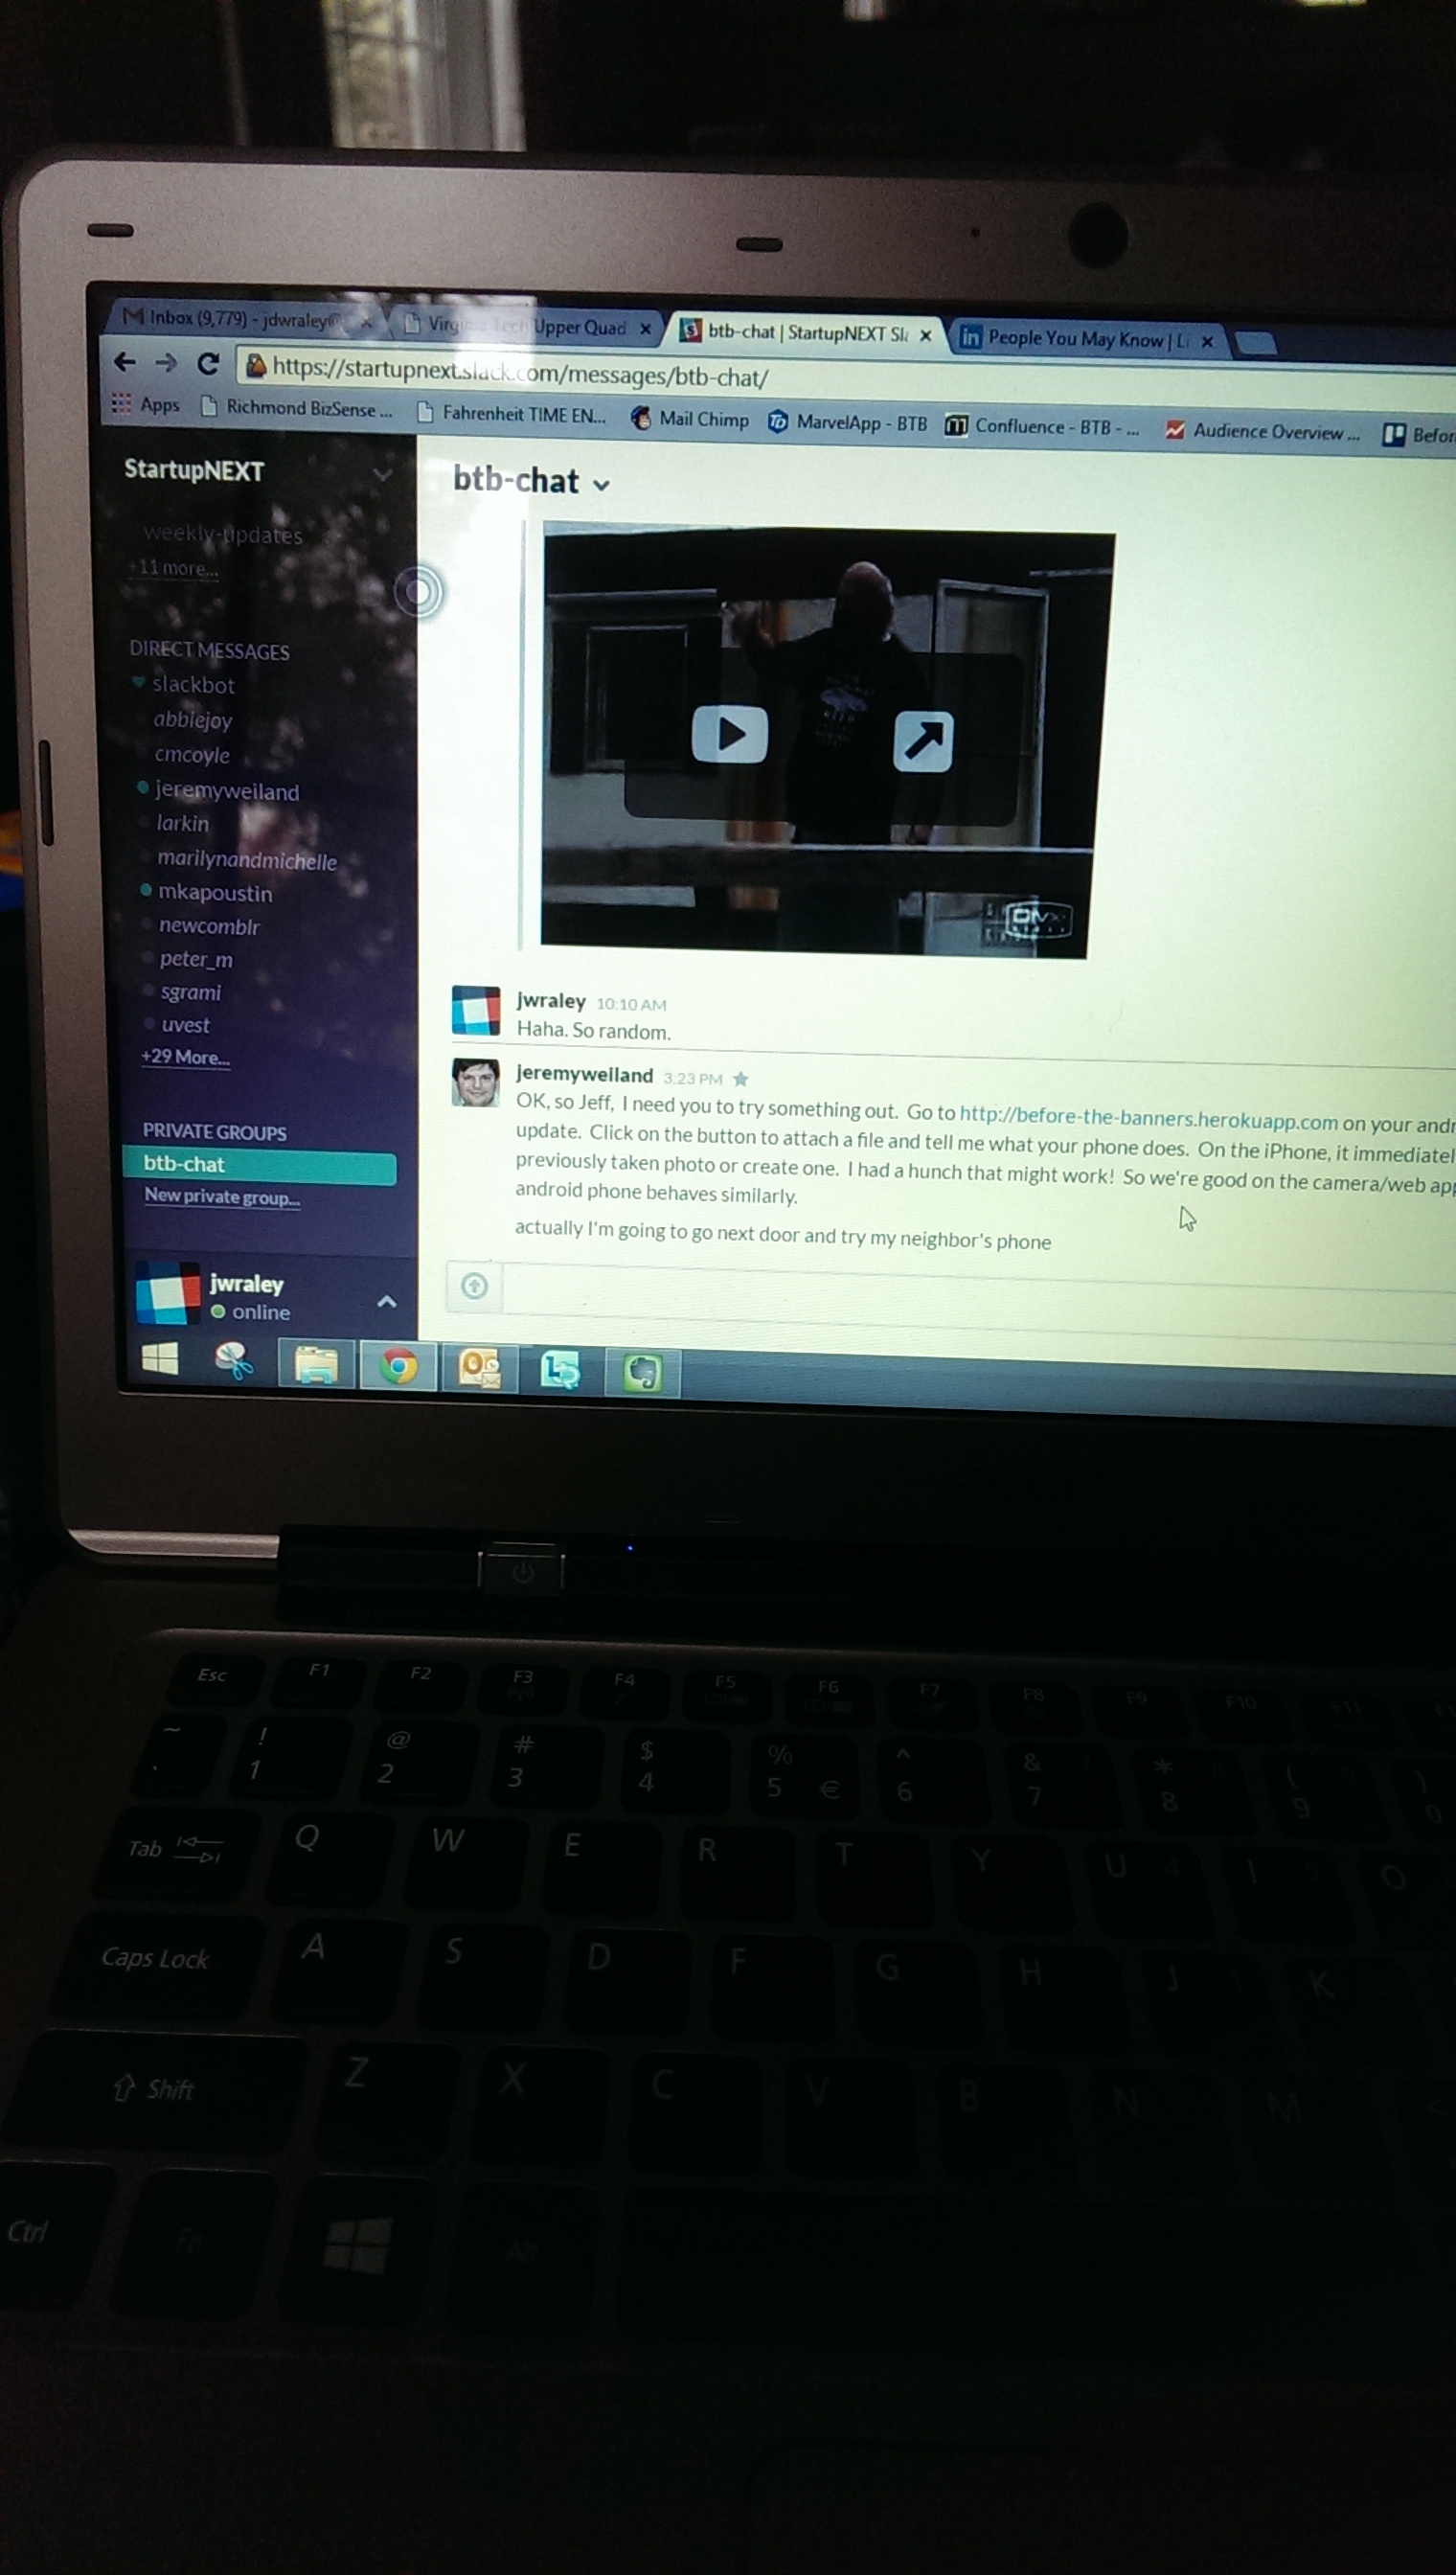 Inbox (9,779) - jdwraley@
Virginia Tech Upper Quad
btb-chat | StartupNEXT Sla
People You May Know | Li
https://startupnext.slack.com/messages/btb-chat/
Apps
Richmond BizSense ...
Fahrenheit TIME EN...
Mail Chimp
MarvelApp - BTB
Confluence - BTB - ...
Audience Overview ...
Befor
StartupNEXT
weekly-updates
+11 more...
DIRECT MESSAGES
slackbot
abbiejoy
cmcoyle
jeremyweiland
larkin
marilynandmichelle
mkapoustin
newcomblr
peter_m
sgrami
uvest
+29 More...
PRIVATE GROUPS
btb-chat
New private group...
jwraley
online
btb-chat
jwraley 10:10 AM
Haha. So random.
jeremyweiland 3:23 PM
OK, so Jeff, I need you to try something out. Go to http://before-the-banners.herokuapp.com on your andr
update. Click on the button to attach a file and tell me what your phone does. On the iPhone, it immediatel
previously taken photo or create one. I had a hunch that might work! So we're good on the camera/web app
android phone behaves similarly.
actually I'm going to go next door and try my neighbor's phone
Esc F1 F2 F3 F4 F5 F6 F7 F8 F9 F10 F11
~ ! @ # $ % ^ & * (  )
` 1 2 3 4 5 € 6 7 8 9 0
Tab Q W E R T Y U I O
Caps Lock A S D F G H J K
Shift Z X C V B N M <
Ctrl Fn Alt